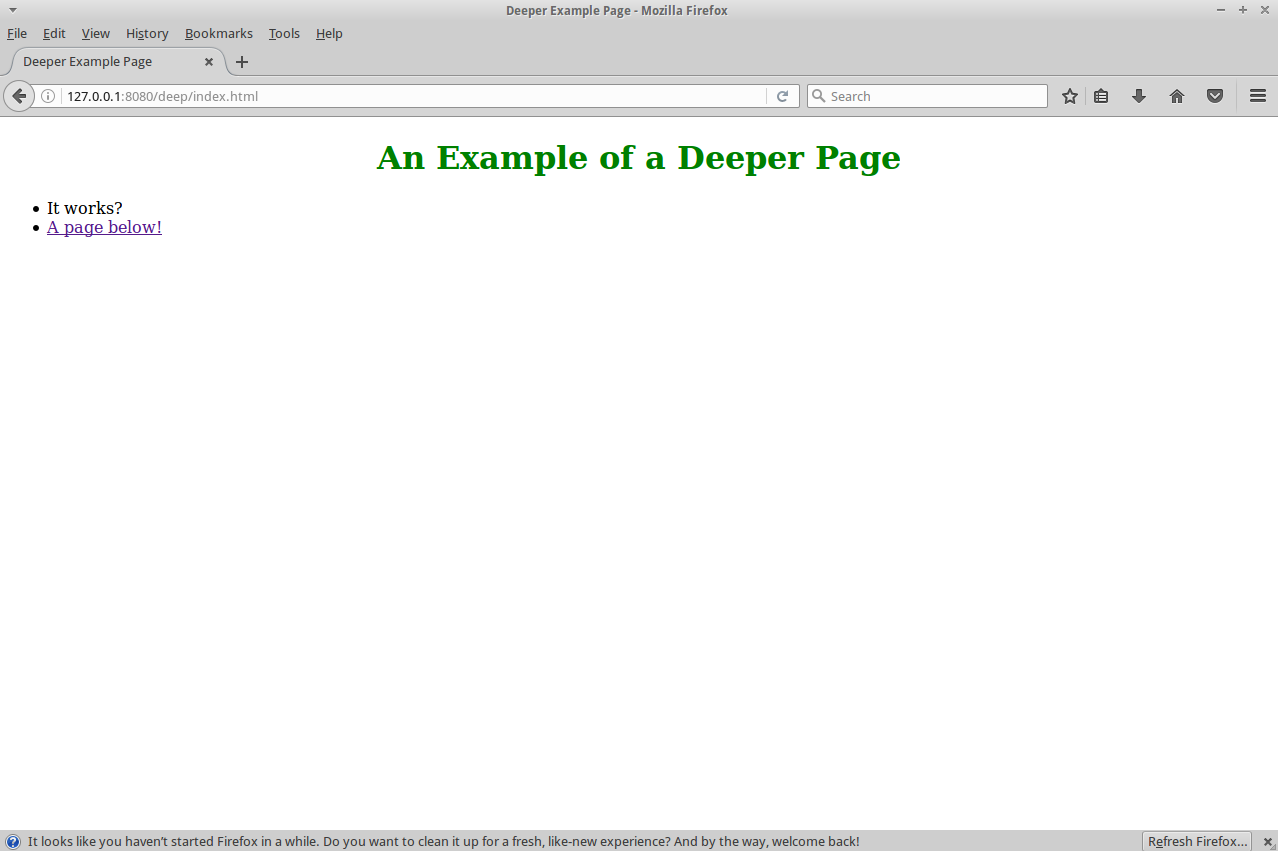 Deeper Example Page - Mozilla Firefox
File Edit View History Bookmarks Tools Help
Deeper Example Page
127.0.0.1:8080/deep/index.html Search
An Example of a Deeper Page
• It works?
• A page below!
It looks like you haven't started Firefox in a while. Do you want to clean it up for a fresh, like-new experience? And by the way, welcome back! Refresh Firefox...